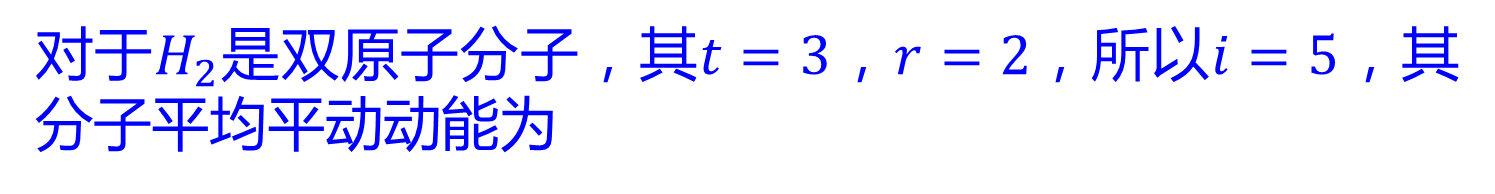 对于H₂是双原子分子，其t = 3，r = 2，所以i = 5，其
分子平均平动动能为